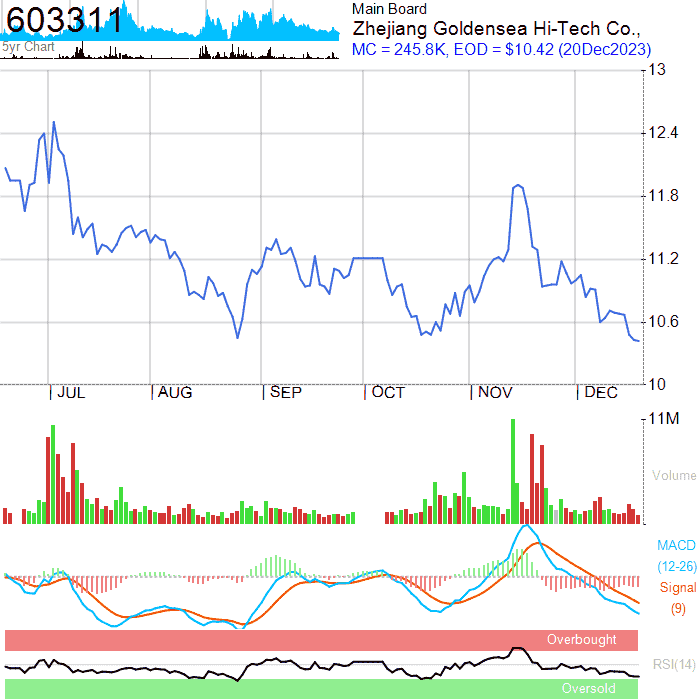 603311
5yr Chart
Main Board
Zhejiang Goldensea Hi-Tech Co.,
MC = 245.8K, EOD = $10.42 (20Dec2023)
13
12.4
11.8
11.2
10.6
10
JUL
AUG
SEP
OCT
NOV
DEC
11M
Volume
MACD
(12-26)
Signal
(9)
Overbought
RSI(14)
Oversold